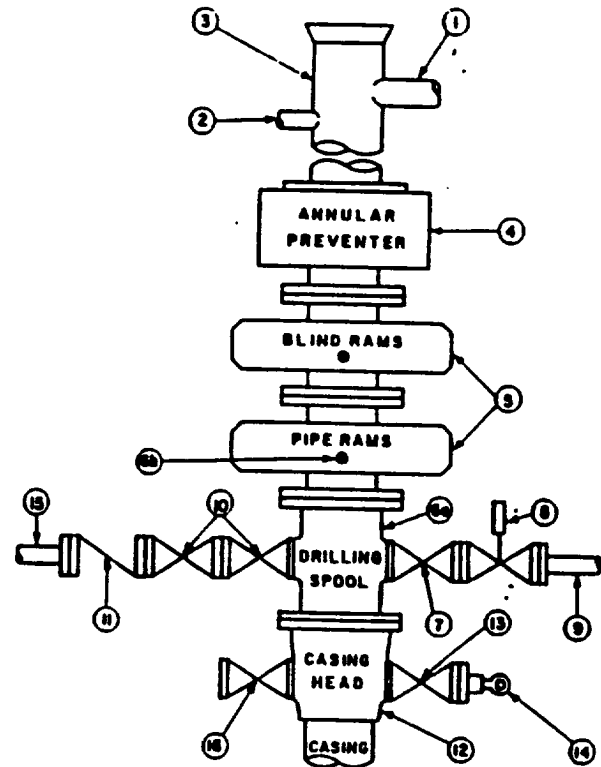 3
1
2
ANNULAR
PREVENTER
4
BLIND RAMS
5
PIPE RAMS
6b
6a
8
15
10
DRILLING
SPOOL
11
7
9
13
CASING
HEAD
16
12
14
CASING